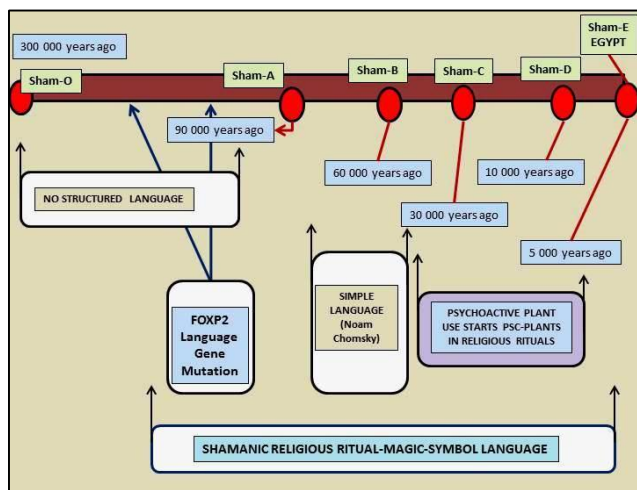 300 000 years ago
Sham-O
Sham-A
Sham-B
Sham-C
Sham-D
Sham-E
EGYPT
90 000 years ago
60 000 years ago
30 000 years ago
10 000 years ago
5 000 years ago
NO STRUCTURED LANGUAGE
FOXP2
Language
Gene
Mutation
SIMPLE
LANGUAGE
(Noam
Chomsky)
PSYCHOACTIVE PLANT
USE STARTS PSC-PLANTS
IN RELIGIOUS RITUALS
SHAMANIC RELIGIOUS RITUAL-MAGIC-SYMBOL LANGUAGE